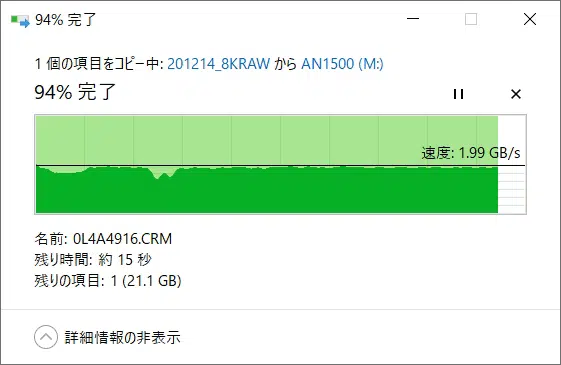 94% 完了
1 個の項目をコピー中: 201214_8KRAW から AN1500 (M:)
94% 完了
速度: 1.99 GB/s
名前: 0L4A4916.CRM
残り時間: 約 15 秒
残りの項目: 1 (21.1 GB)
詳細情報の非表示